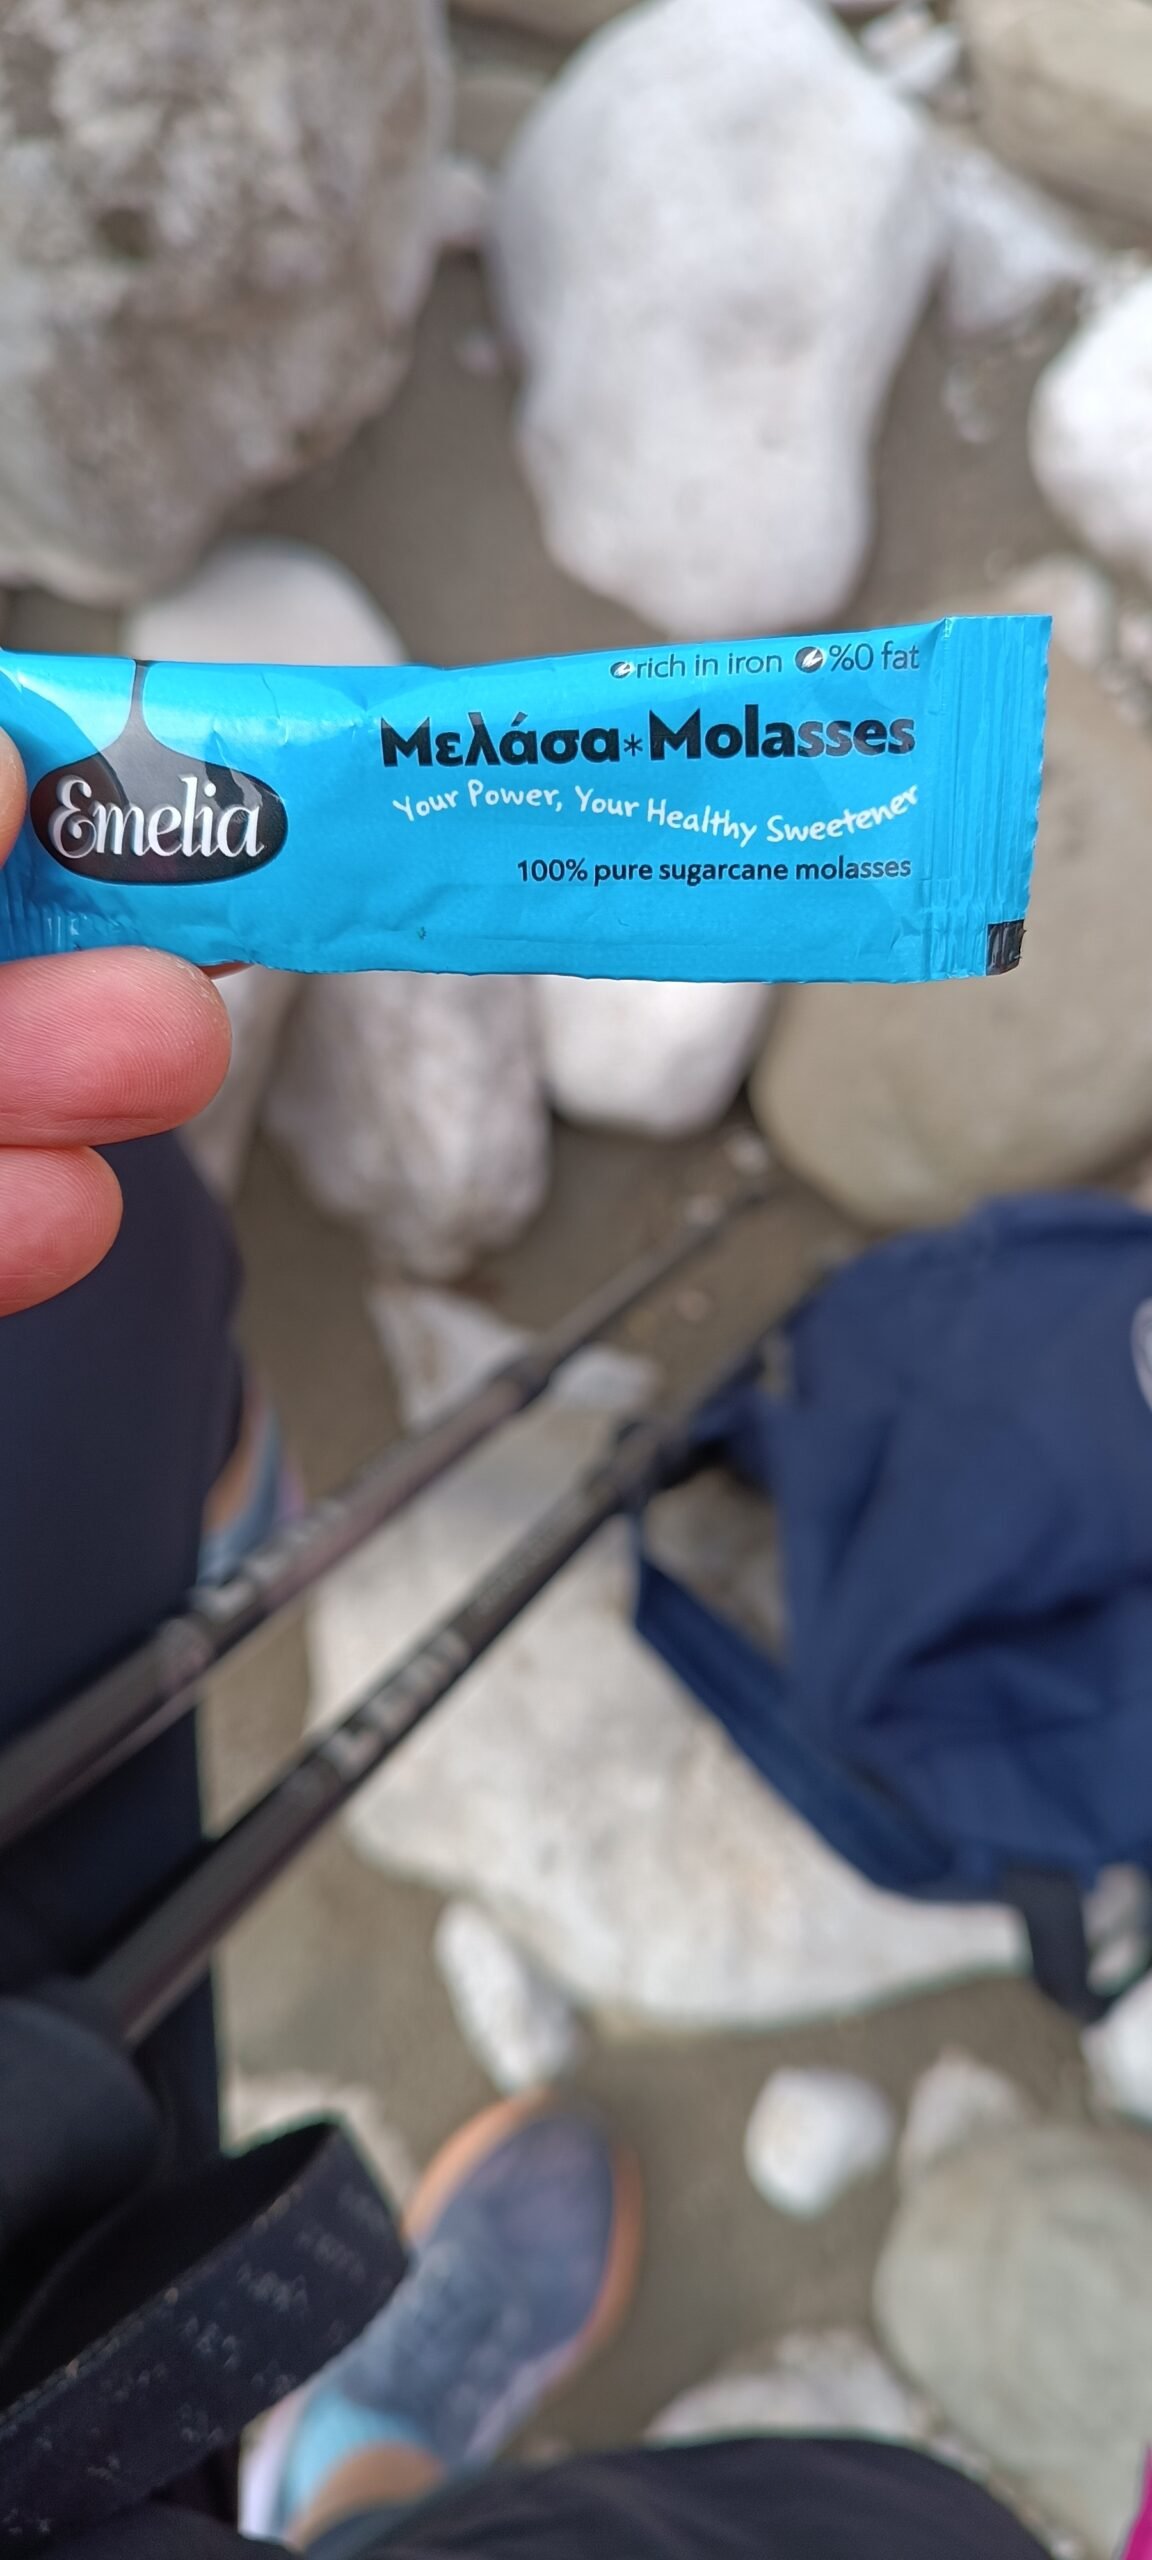 rich in iron %0 fat
Μελάσα*Molasses
Your Power, Your Healthy Sweetener
Emelia
100% pure sugarcane molasses